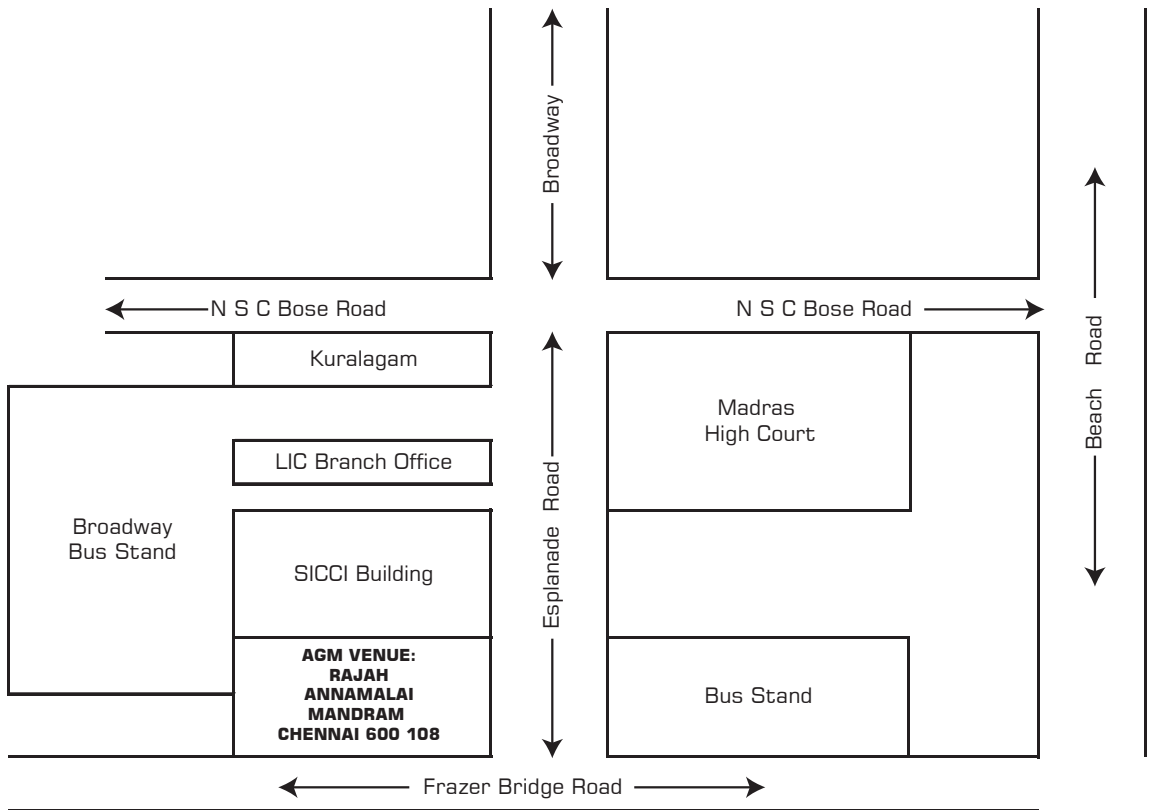 Broadway
N S C Bose Road
N S C Bose Road
Kuralagam
Beach Road
Madras
High Court
LIC Branch Office
Esplanade Road
Broadway
Bus Stand
SICCI Building
AGM VENUE:
RAJAH
ANNAMALAI
MANDRAM
CHENNAI 600 108
Bus Stand
Frazer Bridge Road